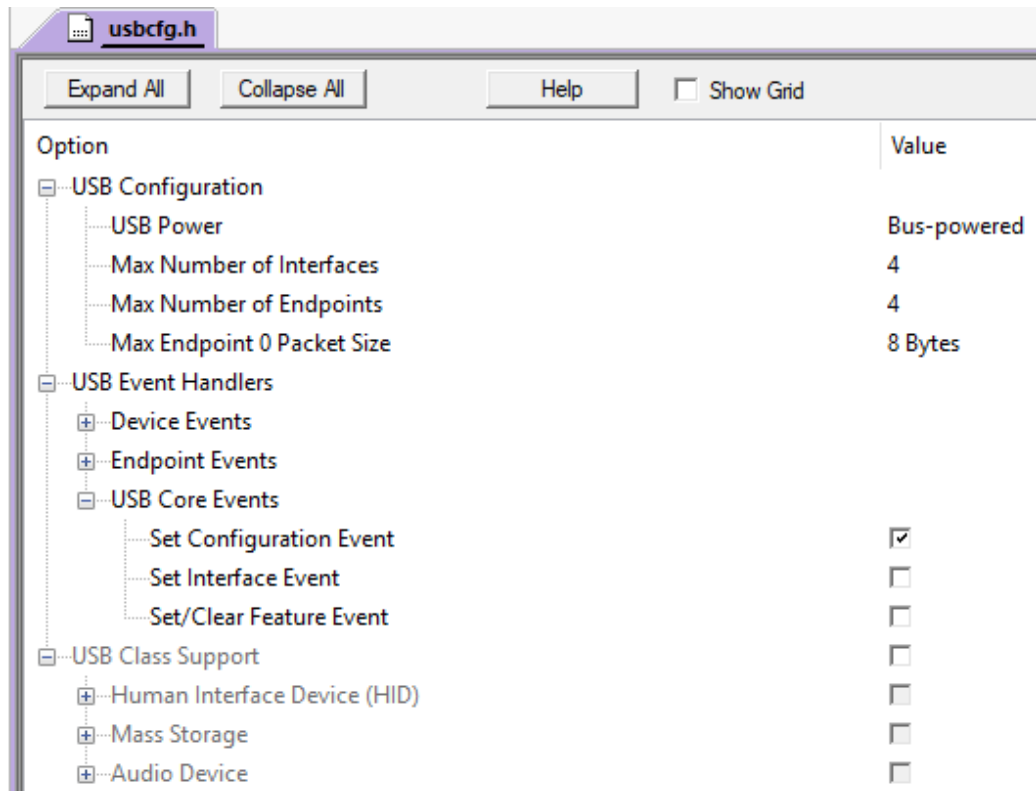 usbcfg.h
Expand All Collapse All Help Show Grid
Option Value
USB Configuration
USB Power Bus-powered
Max Number of Interfaces 4
Max Number of Endpoints 4
Max Endpoint 0 Packet Size 8 Bytes
USB Event Handlers
Device Events
Endpoint Events
USB Core Events
Set Configuration Event
Set Interface Event
Set/Clear Feature Event
USB Class Support
Human Interface Device (HID)
Mass Storage
Audio Device